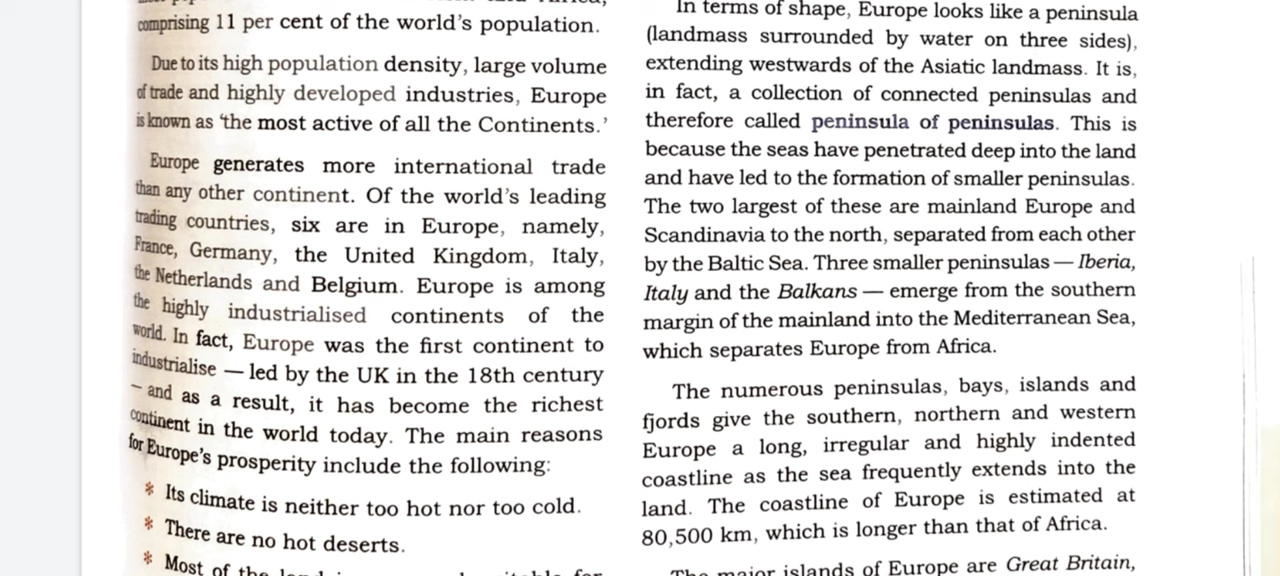 comprising 11 per cent of the world's population.
Due to its high population density, large volume
of trade and highly developed industries, Europe
is known as 'the most active of all the Continents.'
Europe generates more international trade
than any other continent. Of the world's leading
trading countries, six are in Europe, namely,
France, Germany, the United Kingdom, Italy,
the Netherlands and Belgium. Europe is among
the highly industrialised continents of the
world. In fact, Europe was the first continent to
industrialise — led by the UK in the 18th century
– and as a result, it has become the richest
continent in the world today. The main reasons
for Europe's prosperity include the following:
* Its climate is neither too hot nor too cold.
* There are no hot deserts.
* Most of the
In terms of shape, Europe looks like a peninsula
(landmass surrounded by water on three sides),
extending westwards of the Asiatic landmass. It is,
in fact, a collection of connected peninsulas and
therefore called peninsula of peninsulas. This is
because the seas have penetrated deep into the land
and have led to the formation of smaller peninsulas.
The two largest of these are mainland Europe and
Scandinavia to the north, separated from each other
by the Baltic Sea. Three smaller peninsulas — Iberia,
Italy and the Balkans — emerge from the southern
margin of the mainland into the Mediterranean Sea,
which separates Europe from Africa.
The numerous peninsulas, bays, islands and
fjords give the southern, northern and western
Europe a long, irregular and highly indented
coastline as the sea frequently extends into the
land. The coastline of Europe is estimated at
80,500 km, which is longer than that of Africa.
The major islands of Europe are Great Britain,